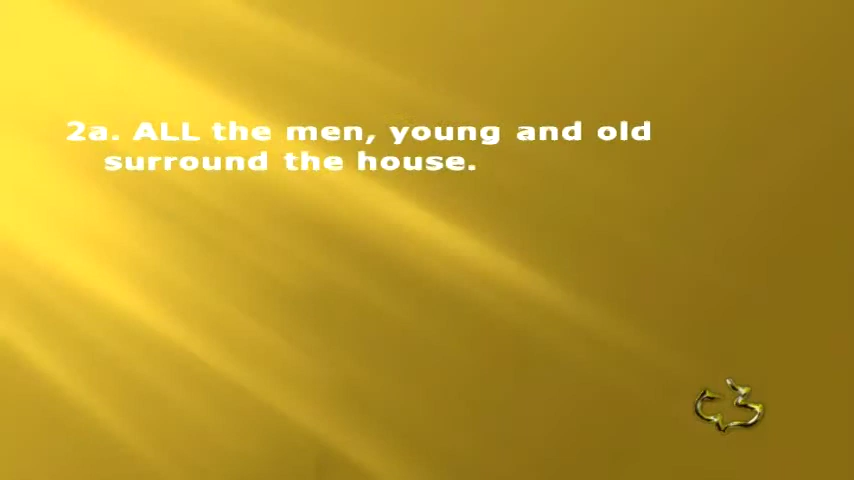 2a. ALL the men, young and old
surround the house.